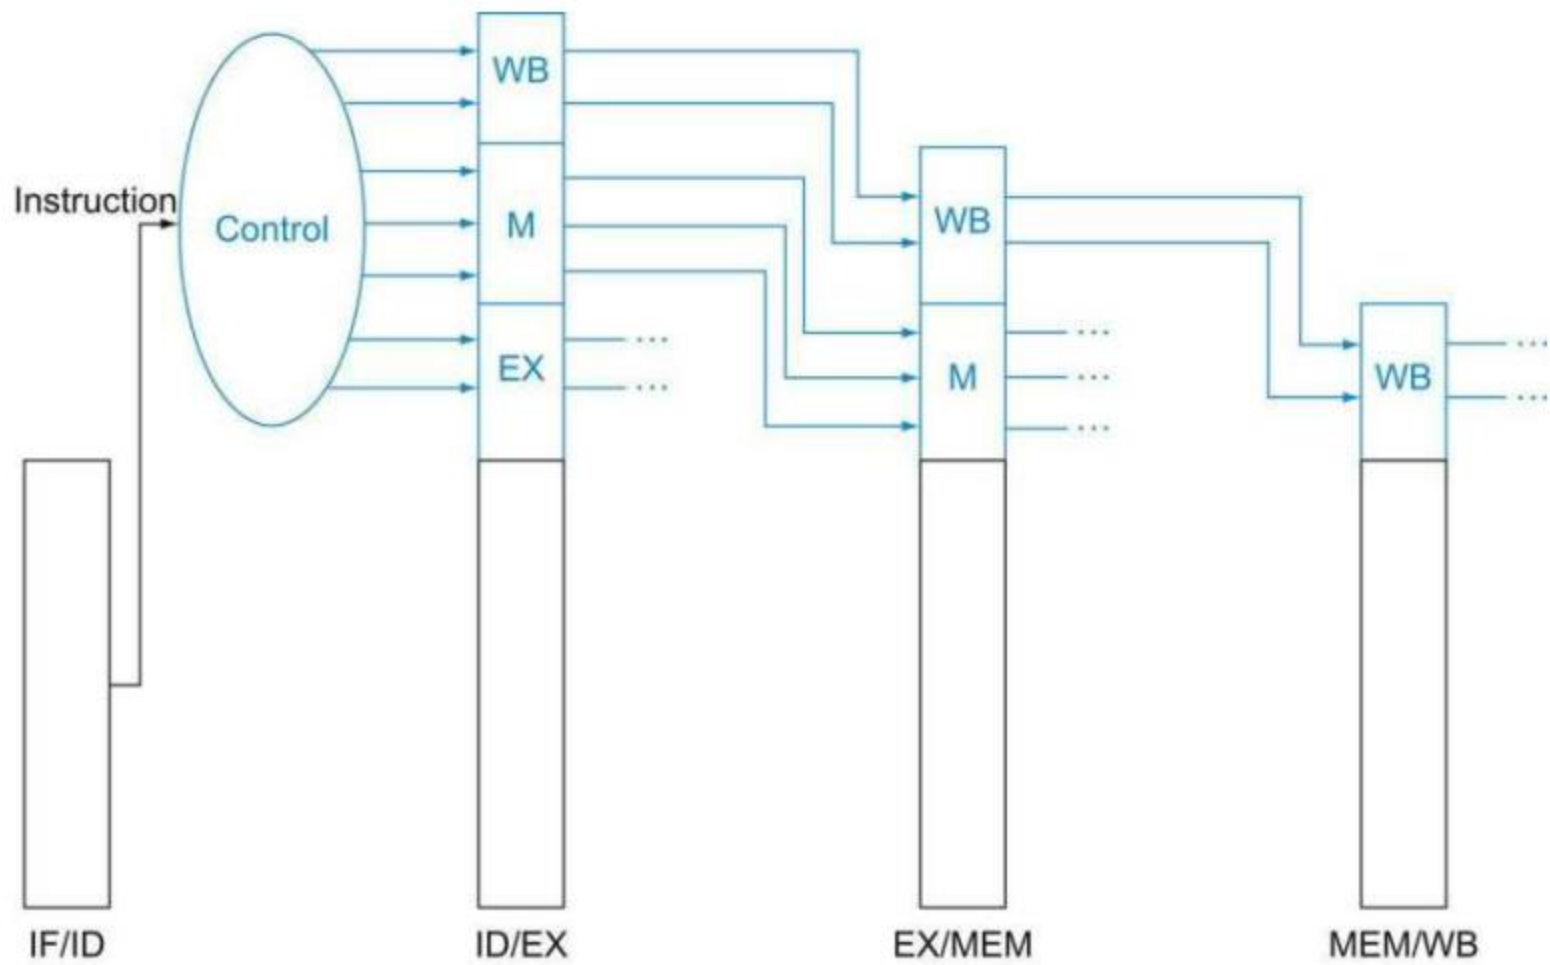 Instruction
Control
WB
M
EX
...
...
WB
M
...
...
...
WB
...
...
IF/ID
ID/EX
EX/MEM
MEM/WB